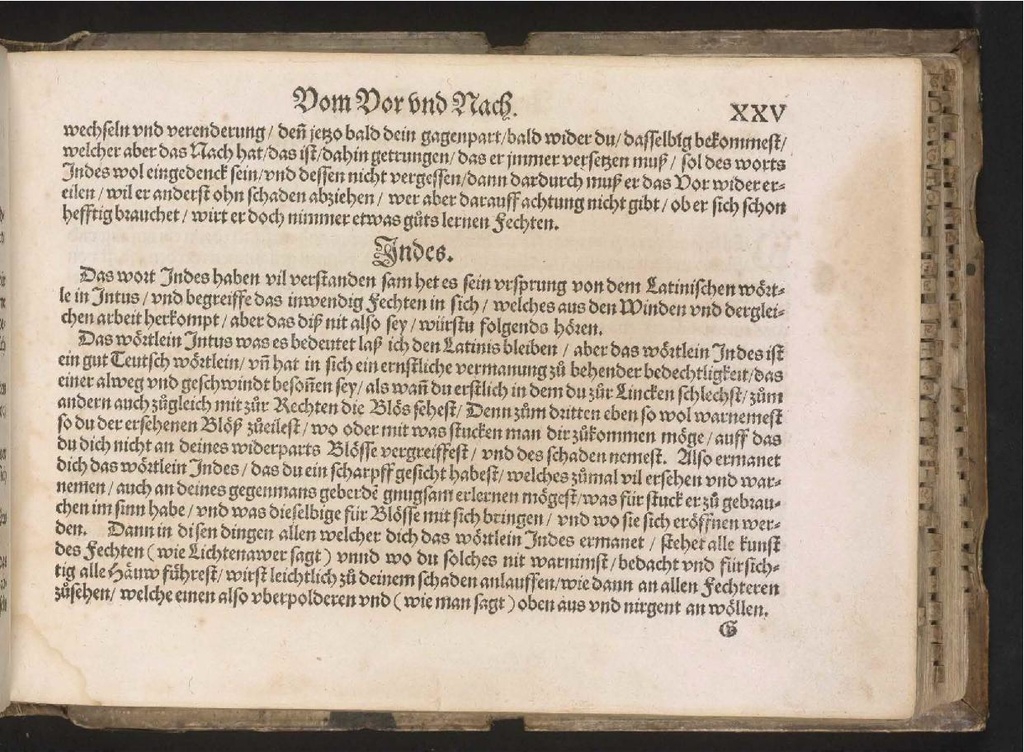 Vom Vor vnd Nach.
XXV
wechseln vnd verenderung / deñ jetzo bald dein gagenpart / bald wider du / dasselbig bekommest /
welcher aber das Nach hat / das ist / dahin getrungen / das er jmmer versetzen muß / sol des worts
Indes wol eingedenck sein / vnd dessen nicht vergessen / dann dardurch muß er das Vor wider er-
eilen / wil er anderst ohn schaden abziehen / wer aber darauff achtung nicht gibt / ob er sich schon
hefftig brauchet / wirt er doch nimmer etwas gůts lernen Fechten.
Indes.
Das wort Indes haben vil verstanden sam het es sein vrsprung von dem Latinischen wört-
le in Intus / vnd begreiffe das inwendig Fechten in sich / welches aus den Winden vnd derglei-
chen arbeit herkompt / aber das diß nit also sey / würstu folgends hören.
Das wörtlein Intus was es bedeutet laß ich den Latinis bleiben / aber das wörtlein Indes ist
ein gut Teutsch wörtlein / vñ hat in sich ein ernstliche vermanung zů behender bedechtligkeit / das
einer alweg vnd geschwindt besoñen sey / als wañ du erstlich in dem du zůr Lincken schlechst / zům
andern auch zůgleich mit zůr Rechten die Blös sehest / Denn zům dritten eben so wol warnemest
so du der ersehenen Blöß zůeilest / wo oder mit was stucken man dir zůkommen möge / auff das
du dich nicht an deines widerparts Blösse vergreiffest / vnd des schaden nemest. Also ermanet
dich das wörtlein Indes / das du ein scharpff gesicht habest / welches zůmal vil ersehen vnd war-
nemen / auch an deines gegenmans geberdē gnugsam erlernen mögest / was für stuck er zů gebrau-
chen im sinn habe / vnd was dieselbige für Blösse mit sich bringen / vnd wo sie sich eröffnen wer-
den. Dann in disen dingen allen welcher dich das wörtlein Indes ermanet / stehet alle kunst
des Fechten ( wie Lichtenawer sagt ) vnnd wo du solches nit warnimst / bedacht vnd fürsich-
tig alle Häuw führest / wirst leichtlich zů deinem schaden anlauffen / wie dann an allen Fechteren
zůsehen / welche einen also vberpolderen vnd ( wie man sagt ) oben aus vnd nirgent an wöllen.
G